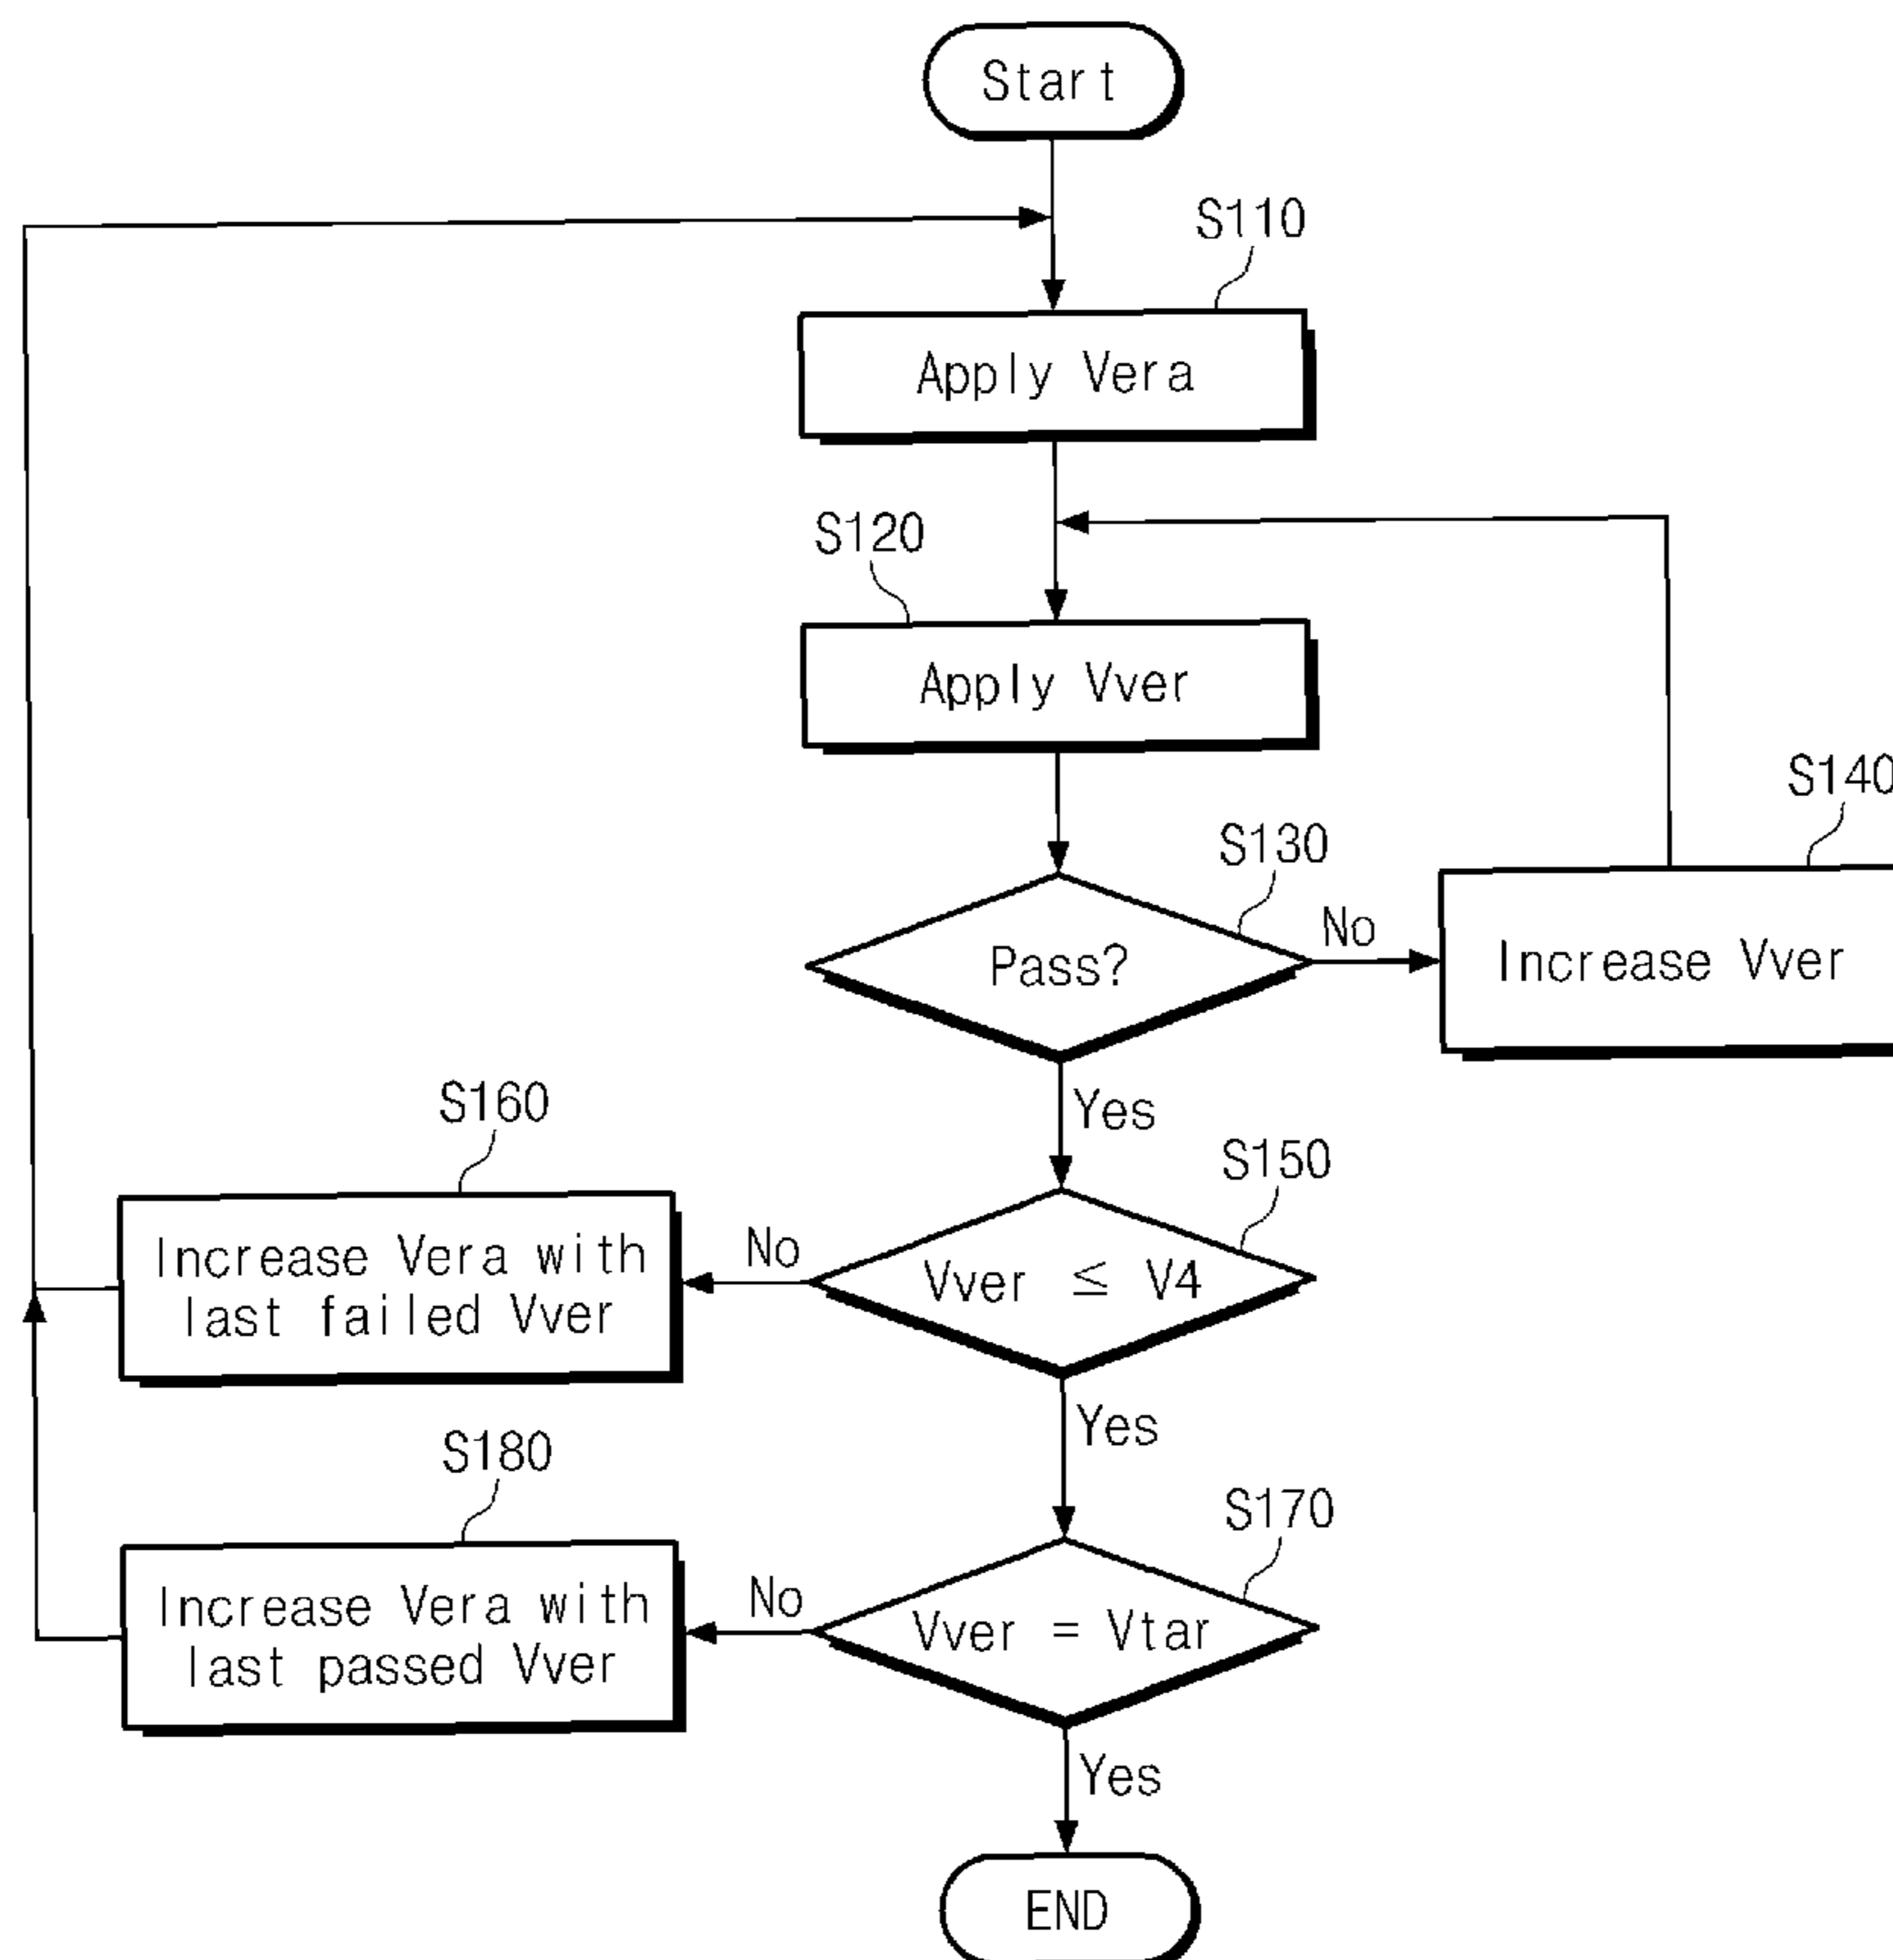 Start
S110
Apply Vera
S120
Apply Vver
S130
Pass?
No
S140
Increase Vver
Yes
S150
Vver ≤ V4
No
S160
Increase Vera with
last failed Vver
Yes
S170
Vver = Vtar
No
S180
Increase Vera with
last passed Vver
Yes
END